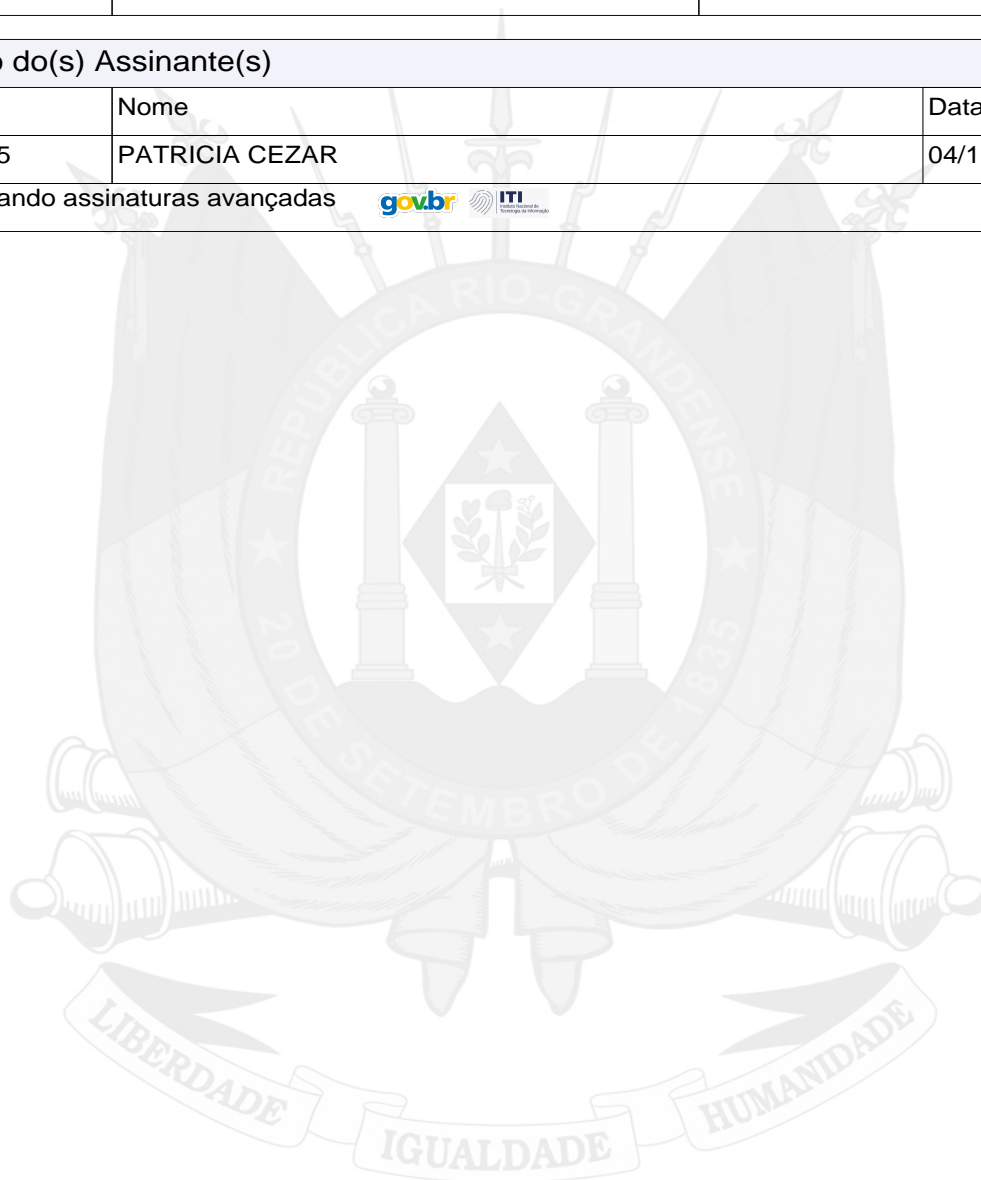 do(s) Assinante(s)
Nome
Data
5
PATRICIA CEZAR
04/1
ando assinaturas avançadas
gov.br
ITI
REPÚBLICA RIO-GRANDENSE
20 DE SETEMBRO DE 1835
LIBERDADE
IGUALDADE
HUMANIDADE